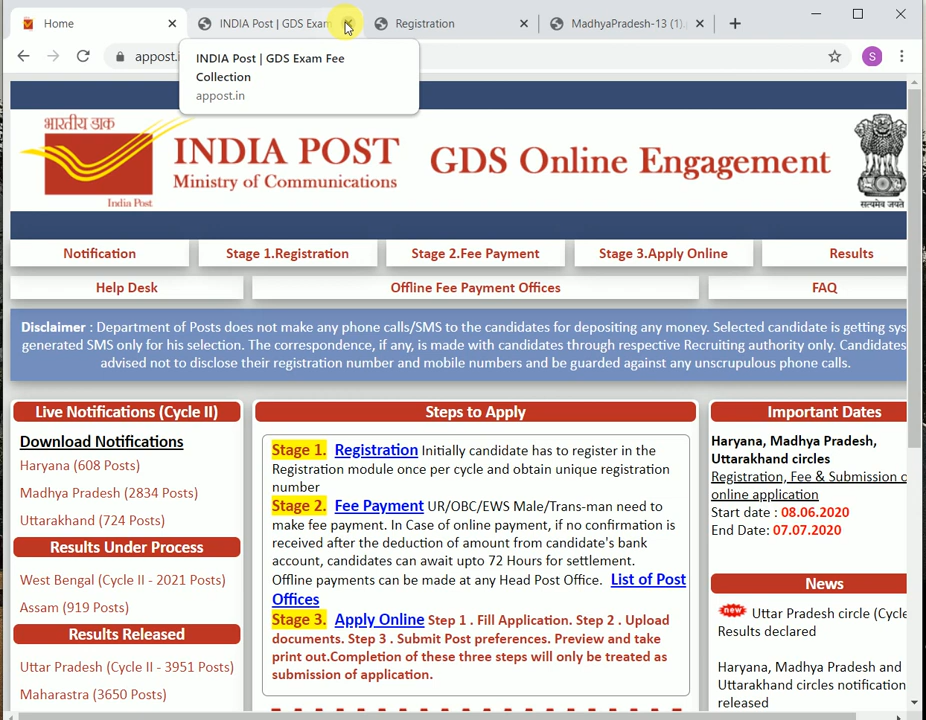 Home
INDIA Post | GDS Exam
Registration
MadhyaPradesh-13 (1).
appost.i
S
INDIA Post | GDS Exam Fee
Collection
appost.in
भारतीय डाक
India Post
INDIA POST
Ministry of Communications
GDS Online Engagement
सत्यमेव जयते
Notification
Stage 1.Registration
Stage 2.Fee Payment
Stage 3.Apply Online
Results
Help Desk
Offline Fee Payment Offices
FAQ
Disclaimer : Department of Posts does not make any phone calls/SMS to the candidates for depositing any money. Selected candidate is getting sys
generated SMS only for his selection. The correspondence, if any, is made with candidates through respective Recruiting authority only. Candidates
advised not to disclose their registration number and mobile numbers and be guarded against any unscrupulous phone calls.
Live Notifications (Cycle II)
Download Notifications
Haryana (608 Posts)
Madhya Pradesh (2834 Posts)
Uttarakhand (724 Posts)
Results Under Process
West Bengal (Cycle II - 2021 Posts)
Assam (919 Posts)
Results Released
Uttar Pradesh (Cycle II - 3951 Posts)
Maharastra (3650 Posts)
Steps to Apply
Stage 1. Registration Initially candidate has to register in the
Registration module once per cycle and obtain unique registration
number
Stage 2. Fee Payment UR/OBC/EWS Male/Trans-man need to
make fee payment. In Case of online payment, if no confirmation is
received after the deduction of amount from candidate's bank
account, candidates can await upto 72 Hours for settlement.
Offline payments can be made at any Head Post Office. List of Post
Offices
Stage 3. Apply Online Step 1 . Fill Application. Step 2 . Upload
documents. Step 3 . Submit Post preferences. Preview and take
print out.Completion of these three steps will only be treated as
submission of application.
Important Dates
Haryana, Madhya Pradesh,
Uttarakhand circles
Registration, Fee & Submission o
online application
Start date : 08.06.2020
End Date: 07.07.2020
News
new Uttar Pradesh circle (Cycle
Results declared
Haryana, Madhya Pradesh and
Uttarakhand circles notification
released